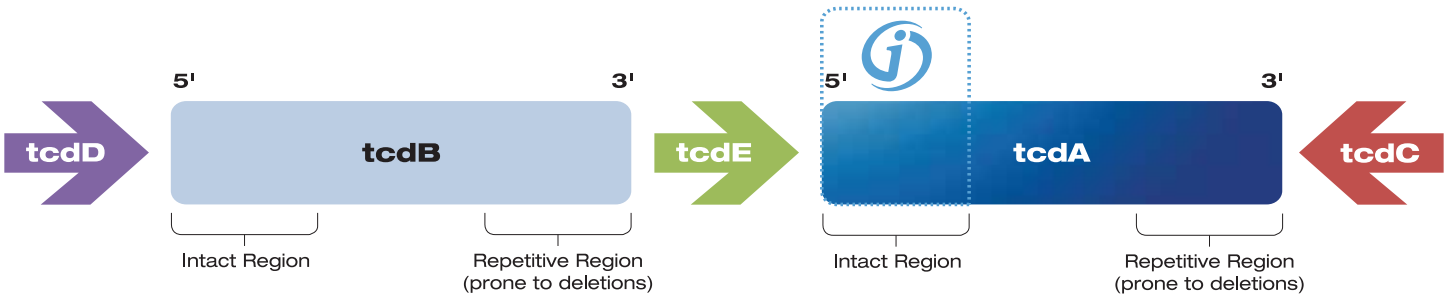 5' 3' 5' 3'
tcdD tcdB tcdE tcdA tcdC
Intact Region Repetitive Region Intact Region Repetitive Region
(prone to deletions) (prone to deletions)